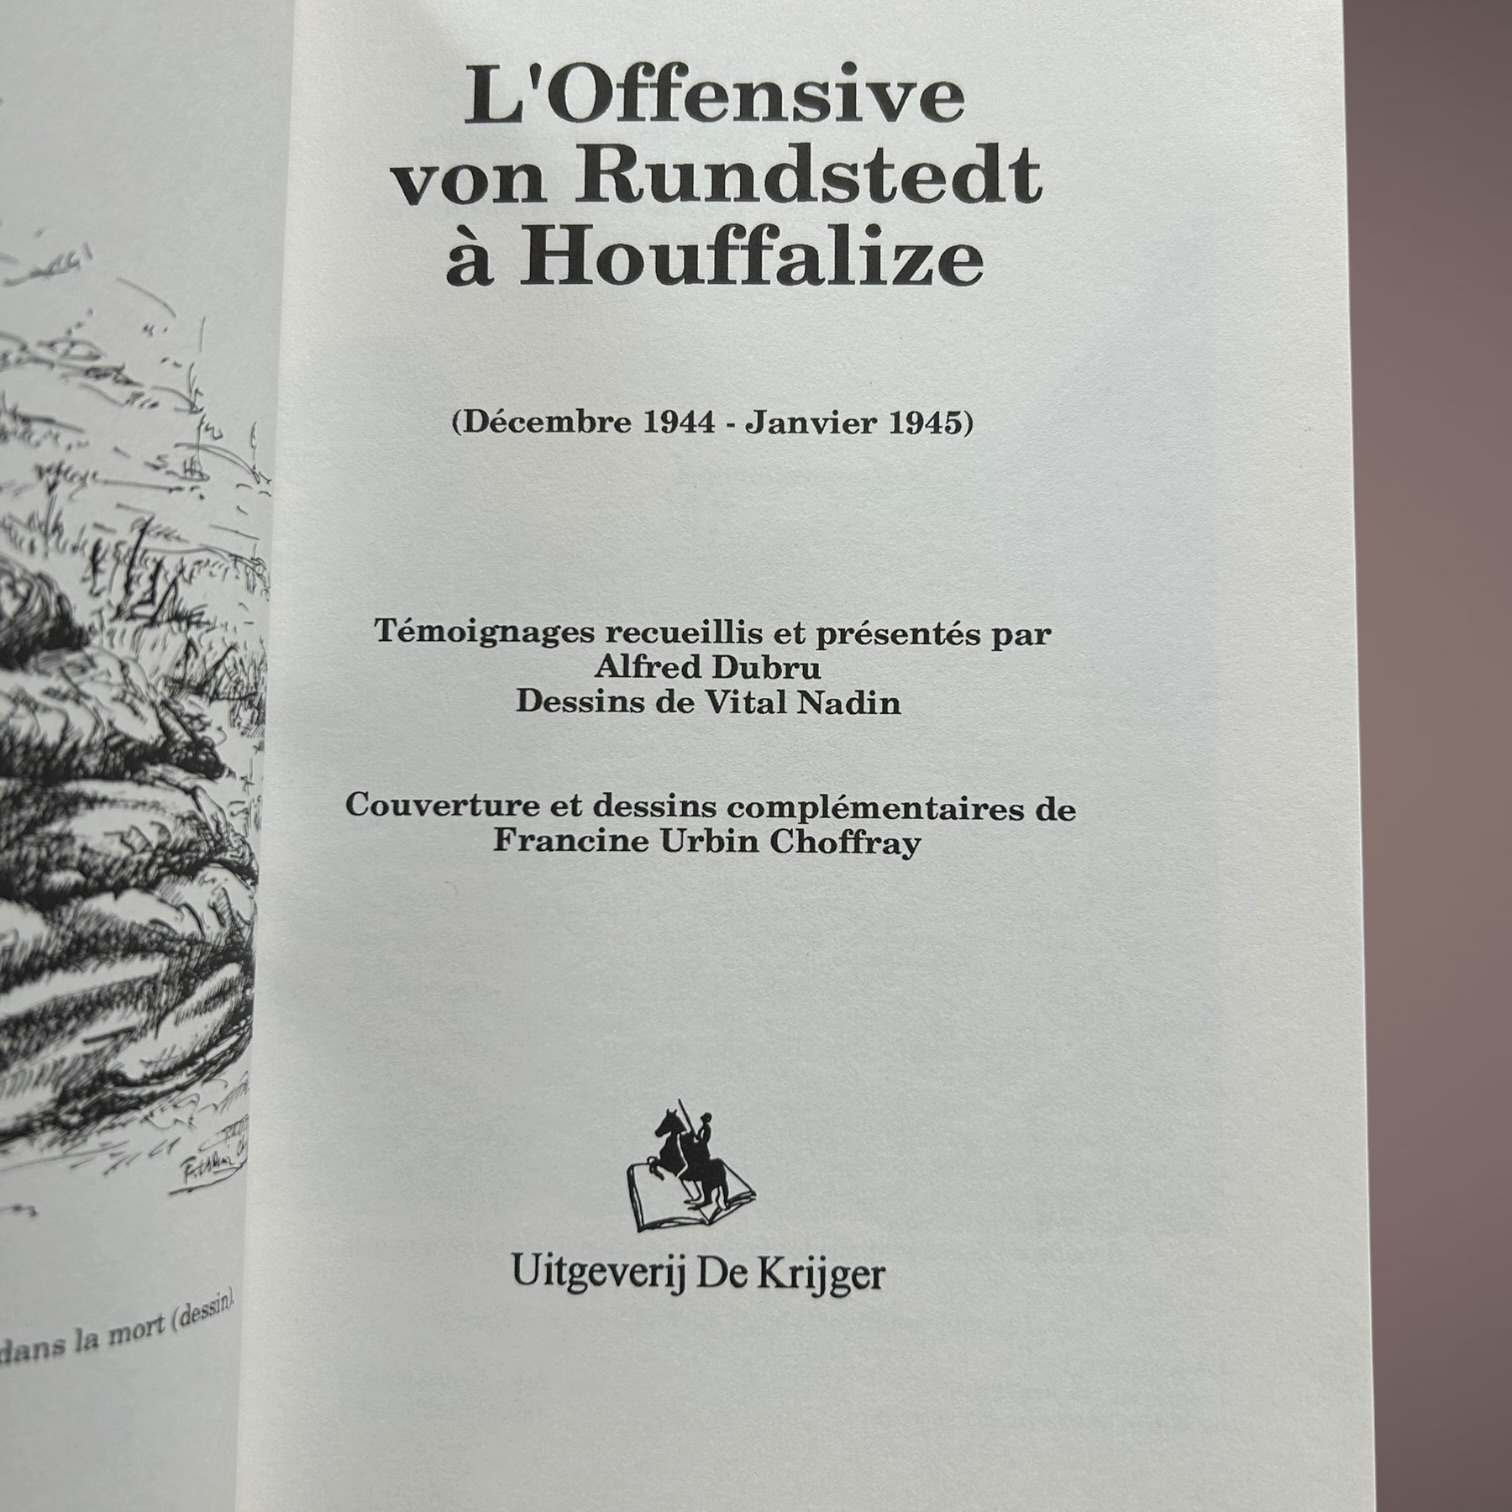 L'Offensive
von Rundstedt
à Houffalize
(Décembre 1944 - Janvier 1945)
Témoignages recueillis et présentés par
Alfred Dubru
Dessins de Vital Nadin
Couverture et dessins complémentaires de
Francine Urbin Choffray
Uitgeverij De Krijger
dans la mort (dessin).